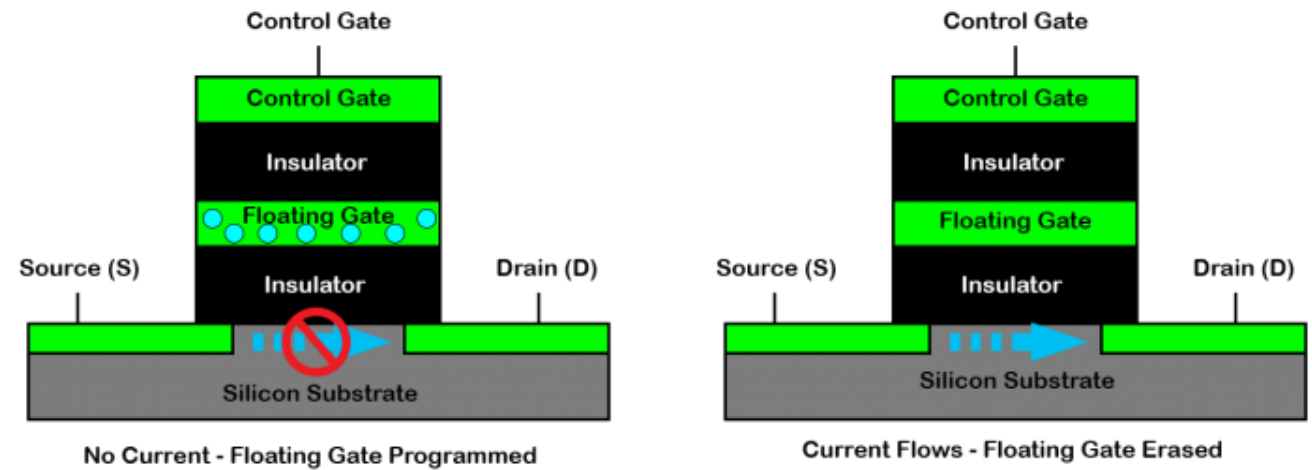 Control Gate
Control Gate
Insulator
Floating Gate
Source (S)
Drain (D)
Insulator
Silicon Substrate
No Current - Floating Gate Programmed
Control Gate
Control Gate
Insulator
Floating Gate
Source (S)
Drain (D)
Insulator
Silicon Substrate
Current Flows - Floating Gate Erased